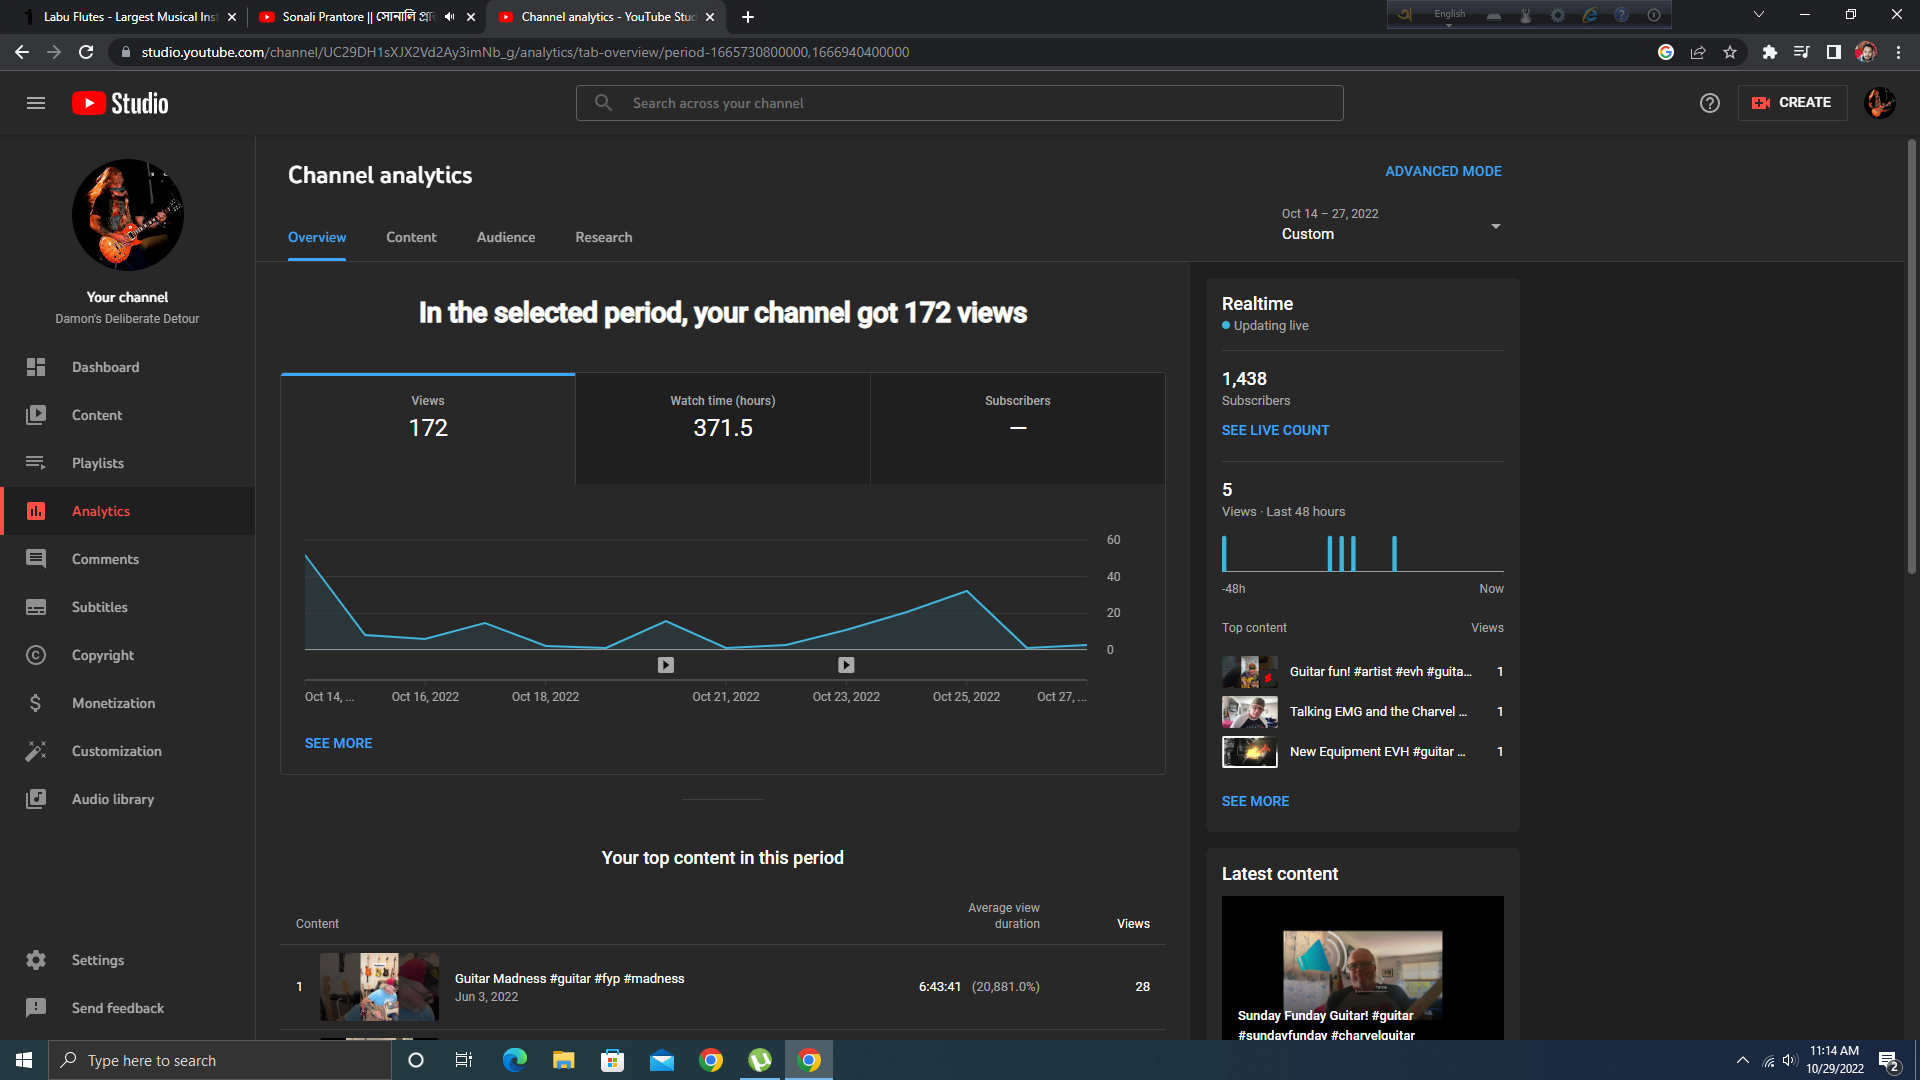 Labu Flutes - Largest Musical Inst
Sonali Prantore || সোনালি প্রা
Channel analytics - YouTube Stud
English
studio.youtube.com/channel/UC29DH1sXJX2Vd2Ay3imNb_g/analytics/tab-overview/period-1665730800000,1666940400000
Studio
Search across your channel
CREATE
Your channel
Damon's Deliberate Detour
Dashboard
Content
Playlists
Analytics
Comments
Subtitles
Copyright
Monetization
Customization
Audio library
Settings
Send feedback
Channel analytics
ADVANCED MODE
Overview
Content
Audience
Research
Oct 14 – 27, 2022
Custom
In the selected period, your channel got 172 views
Views
172
Watch time (hours)
371.5
Subscribers
—
60
40
20
0
Oct 14, ...
Oct 16, 2022
Oct 18, 2022
Oct 21, 2022
Oct 23, 2022
Oct 25, 2022
Oct 27, ...
SEE MORE
Your top content in this period
Content
Average view
duration
Views
1
Guitar Madness #guitar #fyp #madness
Jun 3, 2022
6:43:41 (20,881.0%)
28
Realtime
Updating live
1,438
Subscribers
SEE LIVE COUNT
5
Views · Last 48 hours
-48h
Now
Top content
Views
Guitar fun! #artist #evh #guita...
1
Talking EMG and the Charvel ...
1
New Equipment EVH #guitar ...
1
SEE MORE
Latest content
Sunday Funday Guitar! #guitar
#sundayfunday #charvelguitar
Type here to search
11:14 AM
10/29/2022
2